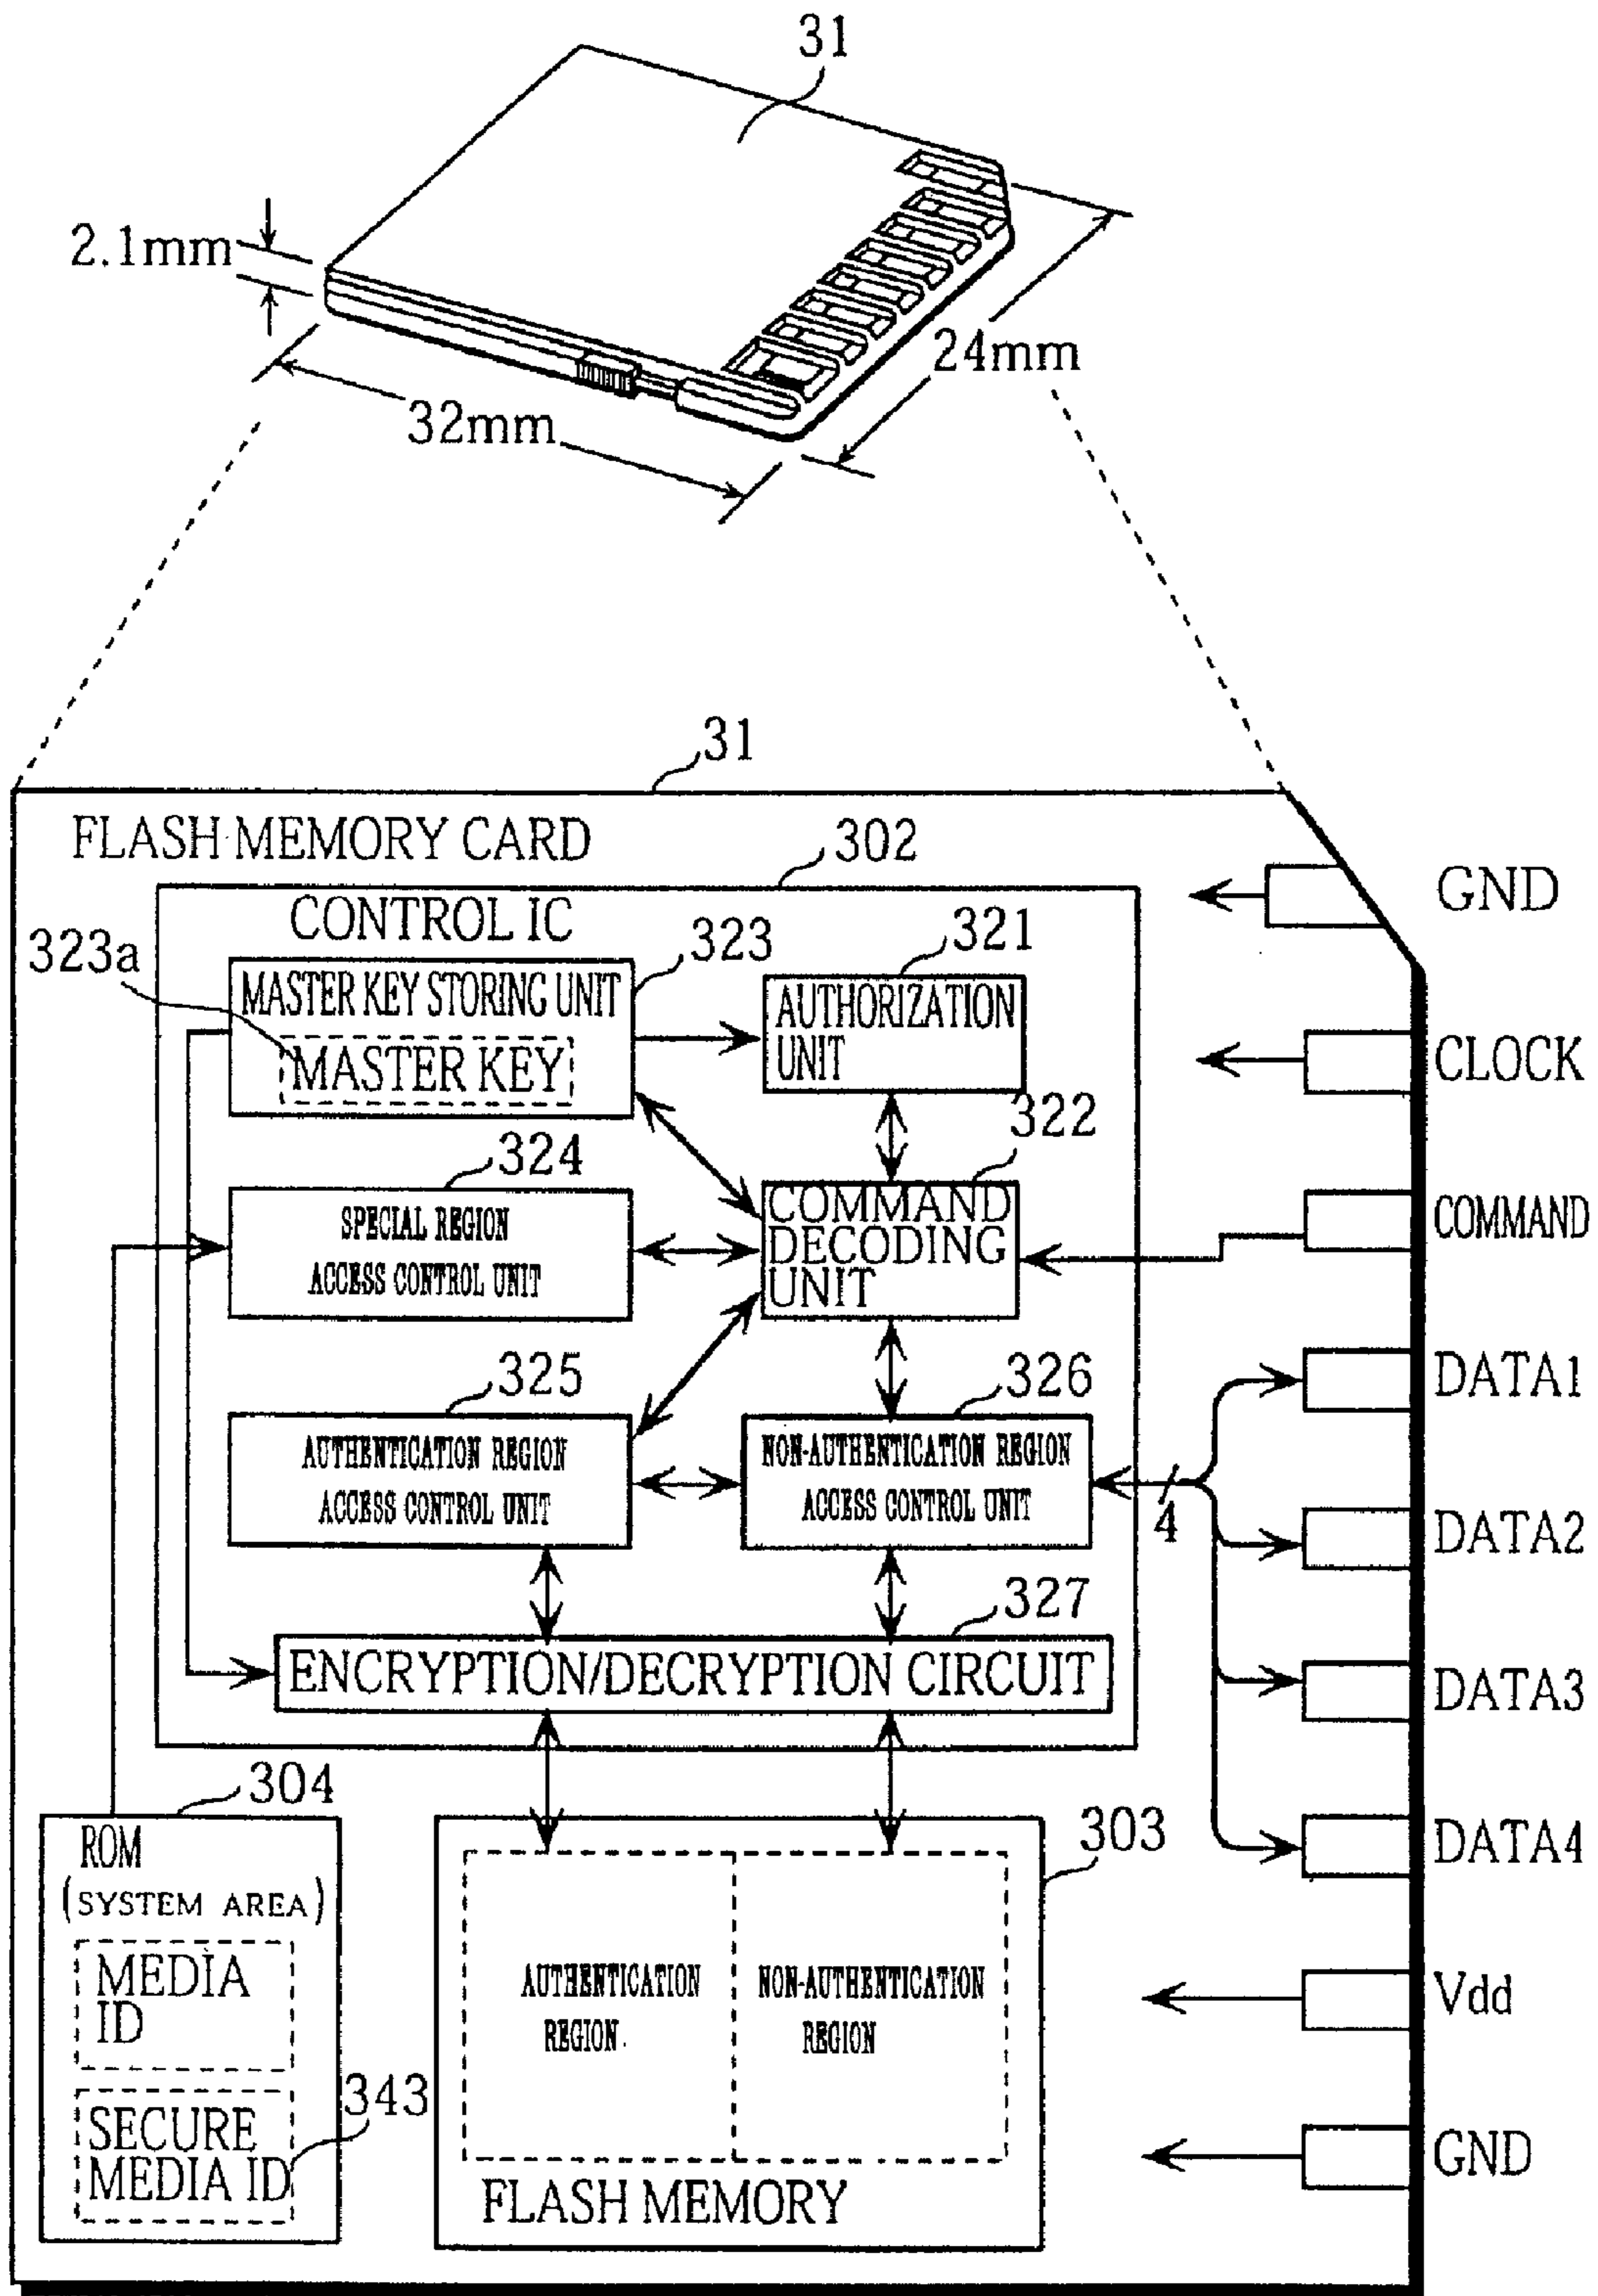 31
2.1mm
24mm
32mm
31
FLASH MEMORY CARD
302
GND
CONTROL IC
323a
323
321
MASTER KEY STORING UNIT
MASTER KEY
AUTHORIZATION
UNIT
CLOCK
322
324
SPECIAL REGION
ACCESS CONTROL UNIT
COMMAND
DECODING
UNIT
COMMAND
325
326
DATA1
AUTHENTICATION REGION
ACCESS CONTROL UNIT
NON-AUTHENTICATION REGION
ACCESS CONTROL UNIT
4
DATA2
327
ENCRYPTION/DECRYPTION CIRCUIT
DATA3
304
303
DATA4
ROM
(SYSTEM AREA)
MEDIA
ID
AUTHENTICATION
REGION
NON-AUTHENTICATION
REGION
Vdd
343
SECURE
MEDIA ID
FLASH MEMORY
GND